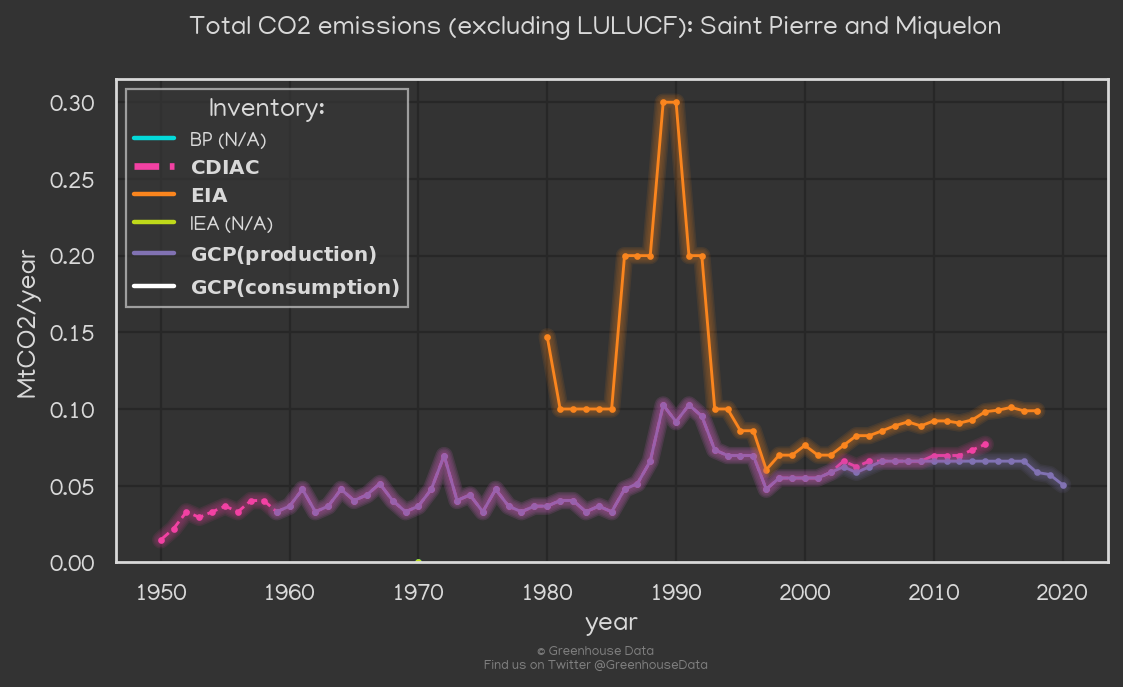 Total CO2 emissions (excluding LULUCF): Saint Pierre and Miquelon
Inventory:
BP (N/A)
CDIAC
EIA
IEA (N/A)
GCP(production)
GCP(consumption)
MtCO2/year
0.30
0.25
0.20
0.15
0.10
0.05
0.00
1950 1960 1970 1980 1990 2000 2010 2020
year
© Greenhouse Data
Find us on Twitter @GreenhouseData